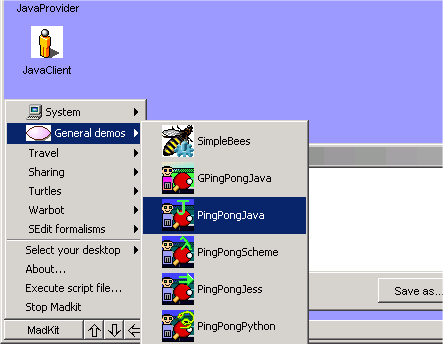 JavaProvider
JavaClient
System
General demos
Travel
Sharing
Turtles
Warbot
SEdit formalisms
Select your desktop
About...
Execute script file...
Stop Madkit
MadKit
SimpleBees
GPingPongJava
PingPongJava
PingPongScheme
PingPongJess
PingPongPython
Save as...